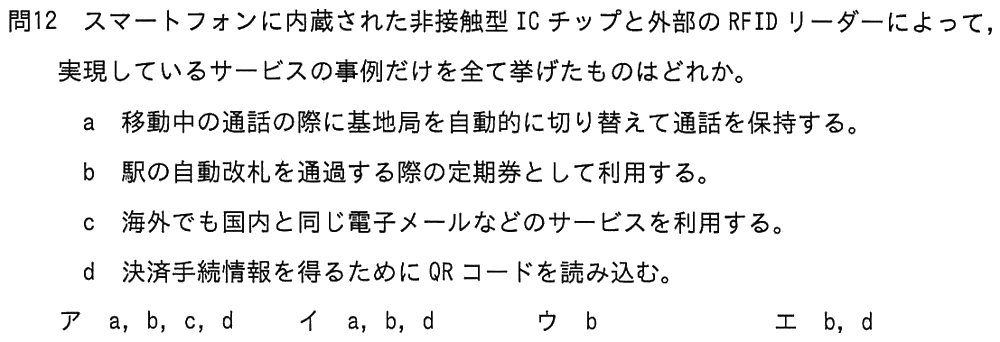 問12 スマートフォンに内蔵された非接触型 IC チップと外部の RFID リーダーによって，
実現しているサービスの事例だけを全て挙げたものはどれか。
a 移動中の通話の際に基地局を自動的に切り替えて通話を保持する。
b 駅の自動改札を通過する際の定期券として利用する。
c 海外でも国内と同じ電子メールなどのサービスを利用する。
d 決済手続情報を得るために QR コードを読み込む。
ア a, b, c, d イ a, b, d ウ b エ b, d